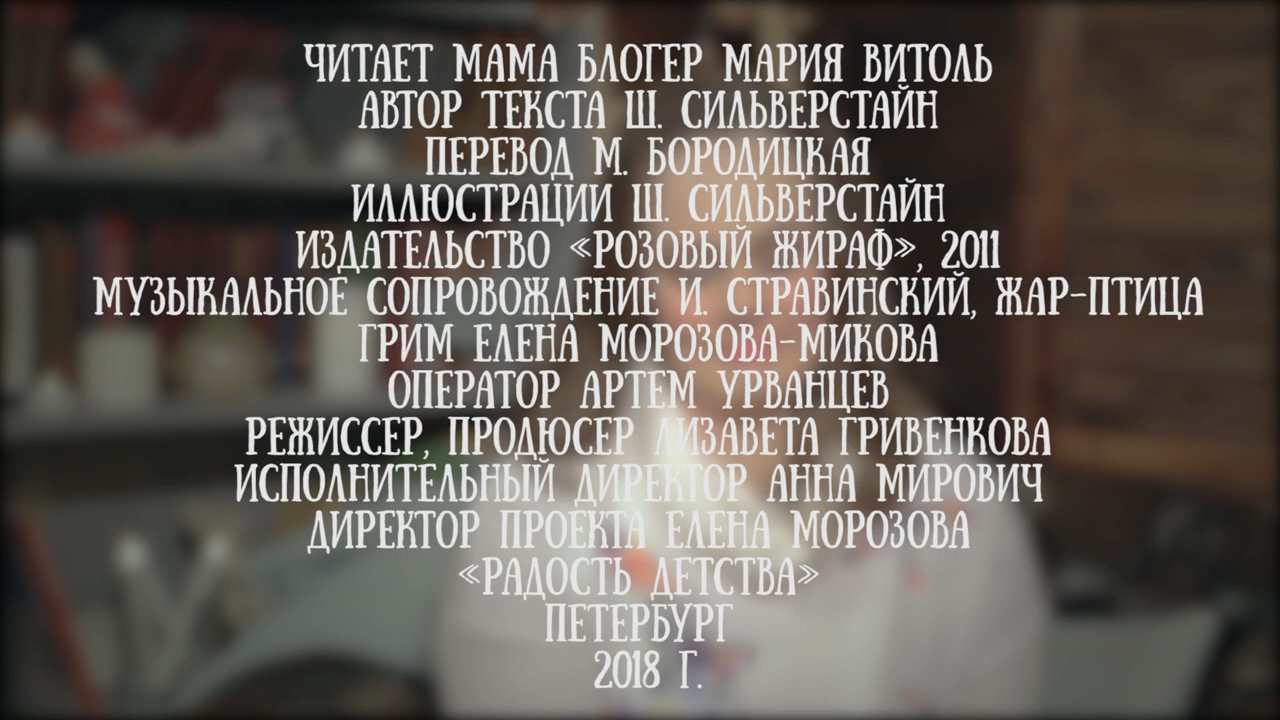 ЧИТАЕТ МАМА БЛОГЕР МАРИЯ ВИТОЛЬ
АВТОР ТЕКСТА Ш. СИЛЬВЕРСТАЙН
ПЕРЕВОД М. БОРОДИЦКАЯ
ИЛЛЮСТРАЦИИ Ш. СИЛЬВЕРСТАЙН
ИЗДАТЕЛЬСТВО «РОЗОВЫЙ ЖИРАФ», 2011
МУЗЫКАЛЬНОЕ СОПРОВОЖДЕНИЕ И. СТРАВИНСКИЙ, ЖАР-ПТИЦА
ГРИМ ЕЛЕНА МОРОЗОВА-МИКОВА
ОПЕРАТОР АРТЕМ УРВАНЦЕВ
РЕЖИССЕР, ПРОДЮСЕР ЛИЗАВЕТА ГРИВЕНКОВА
ИСПОЛНИТЕЛЬНЫЙ ДИРЕКТОР АННА МИРОВИЧ
ДИРЕКТОР ПРОЕКТА ЕЛЕНА МОРОЗОВА
«РАДОСТЬ ДЕТСТВА»
ПЕТЕРБУРГ
2018 Г.